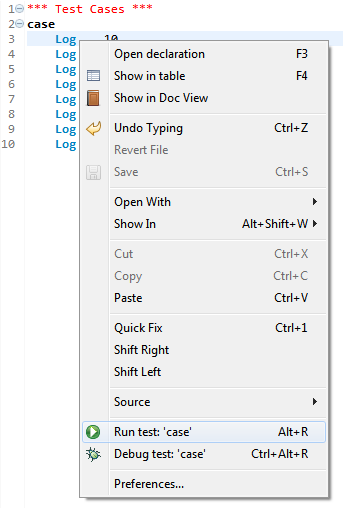 1 *** Test Cases ***
2 case
3 Log 10
4 Log
5 Log
6 Log
7 Log
8 Log
9 Log
10 Log
Open declaration F3
Show in table F4
Show in Doc View
Undo Typing Ctrl+Z
Revert File
Save Ctrl+S
Open With
Show In Alt+Shift+W
Cut Ctrl+X
Copy Ctrl+C
Paste Ctrl+V
Quick Fix Ctrl+1
Shift Right
Shift Left
Source
Run test: 'case' Alt+R
Debug test: 'case' Ctrl+Alt+R
Preferences...